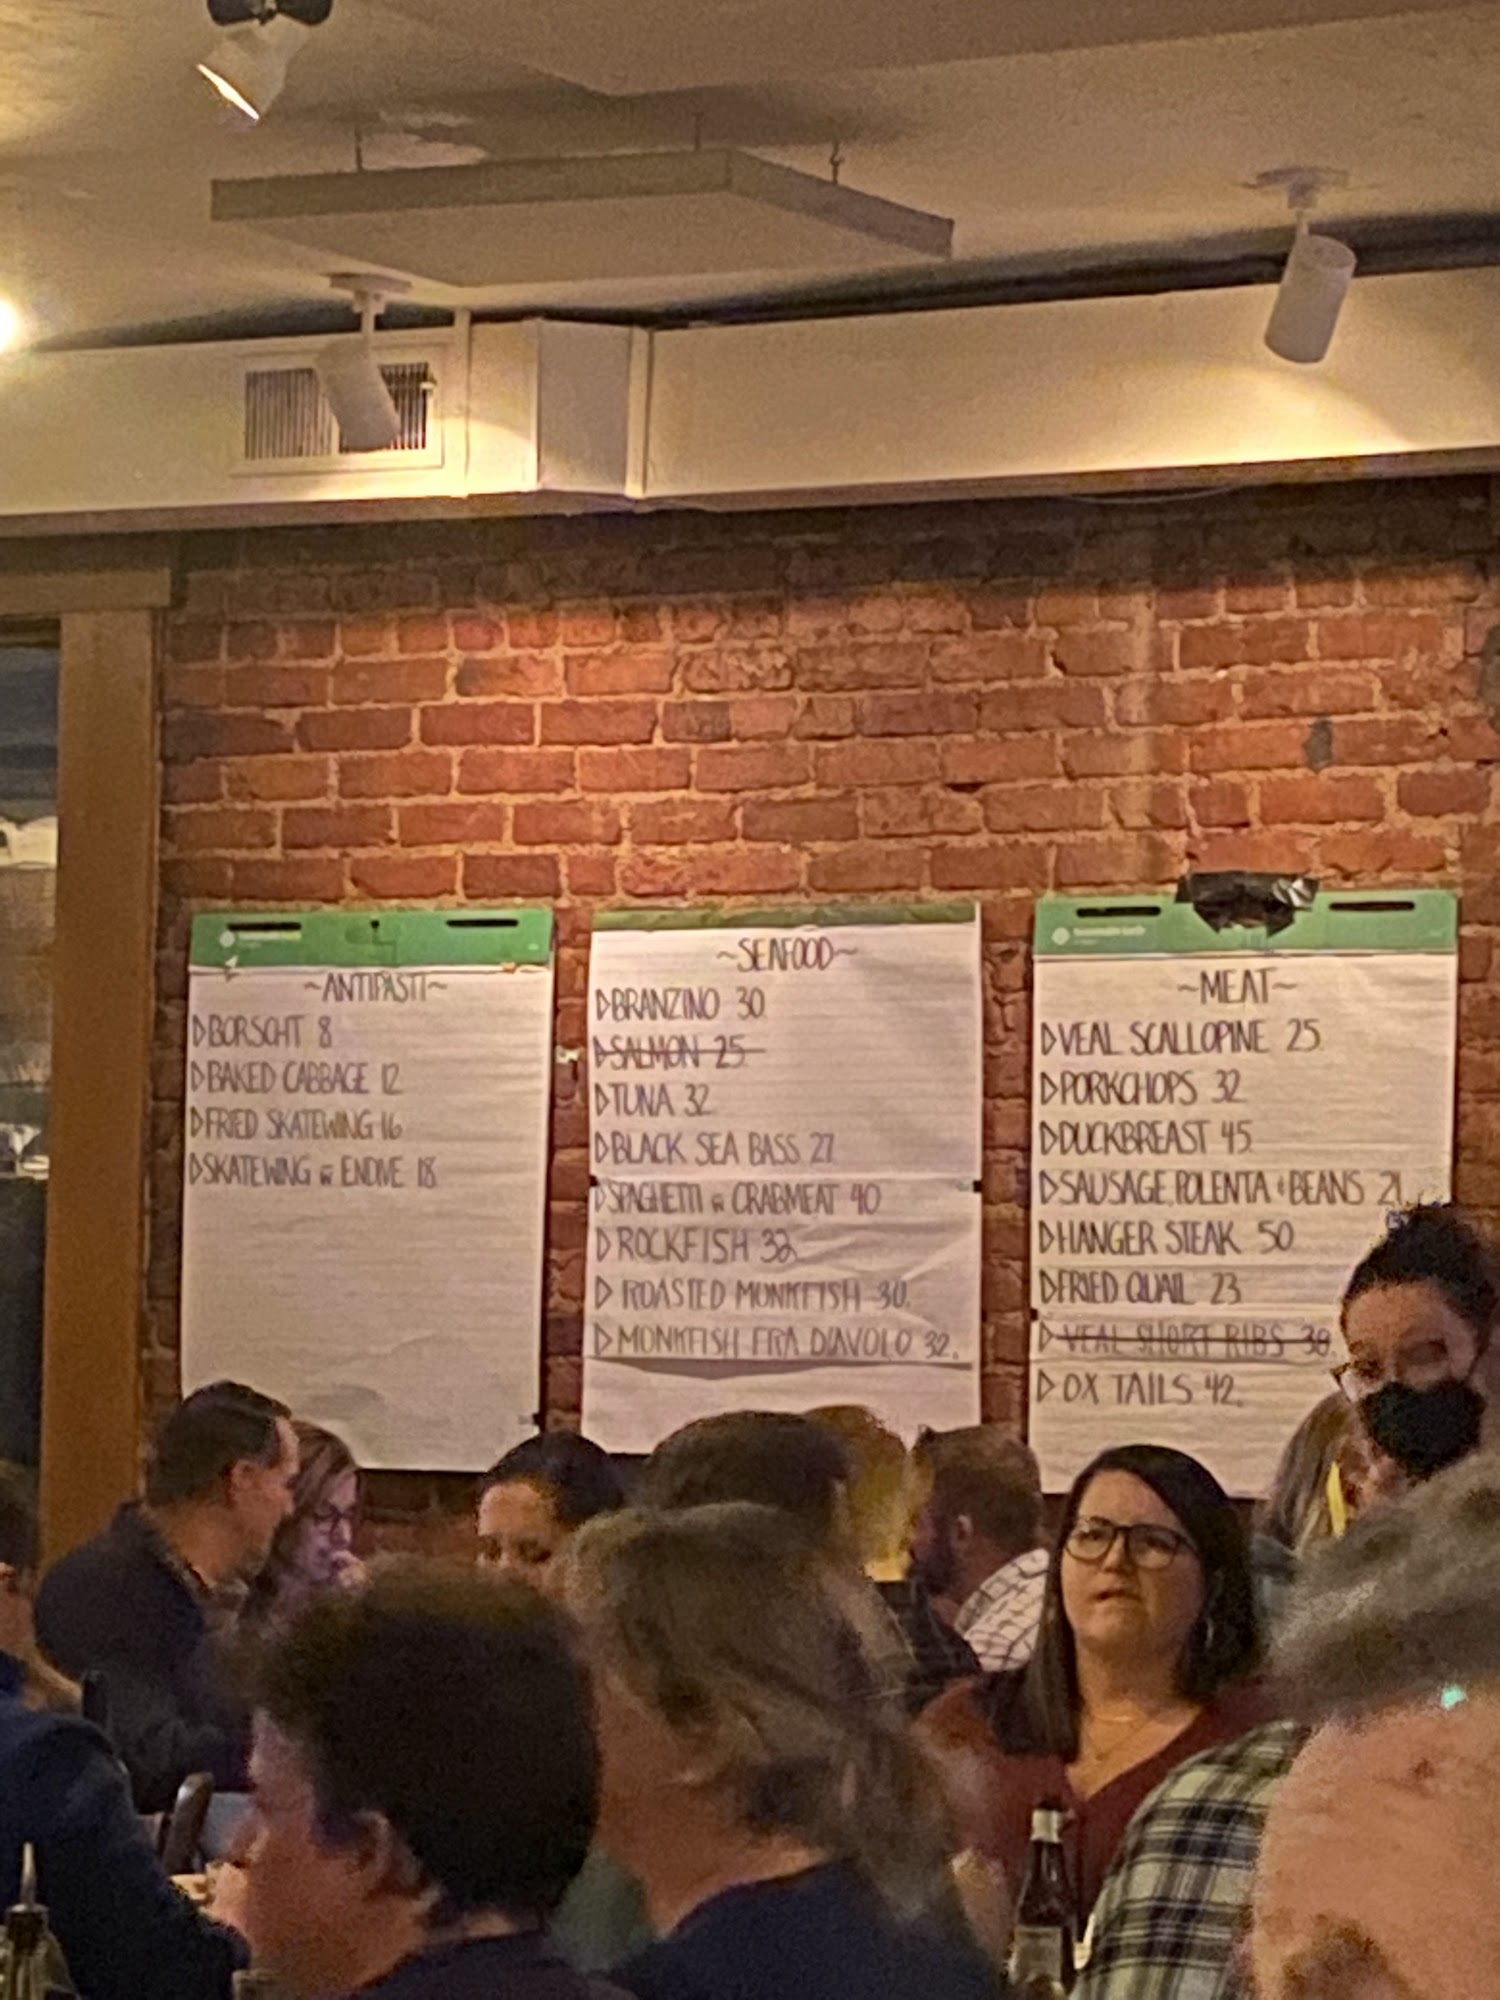 ~ANTIPASTI~
▷BORSCHT 8
▷BAKED CABBAGE 12
▷FRIED SKATEWING 16
▷SKATEWING w ENDIVE 18
~SEAFOOD~
▷BRANZINO 30
▷SALMON 25
▷TUNA 32
▷BLACK SEA BASS 27
▷SPAGHETTI w CRABMEAT 40
▷ROCKFISH 32
▷ROASTED MONKFISH 30.
▷MONKFISH FRA DIAVOLO 32.
~MEAT~
▷VEAL SCALLOPINE 25
▷PORKCHOPS 32
▷DUCKBREAST 45
▷SAUSAGE, POLENTA & BEANS 21
▷HANGER STEAK 50
▷FRIED QUAIL 23
▷VEAL SHORT RIBS 38.
▷OX TAILS 42.